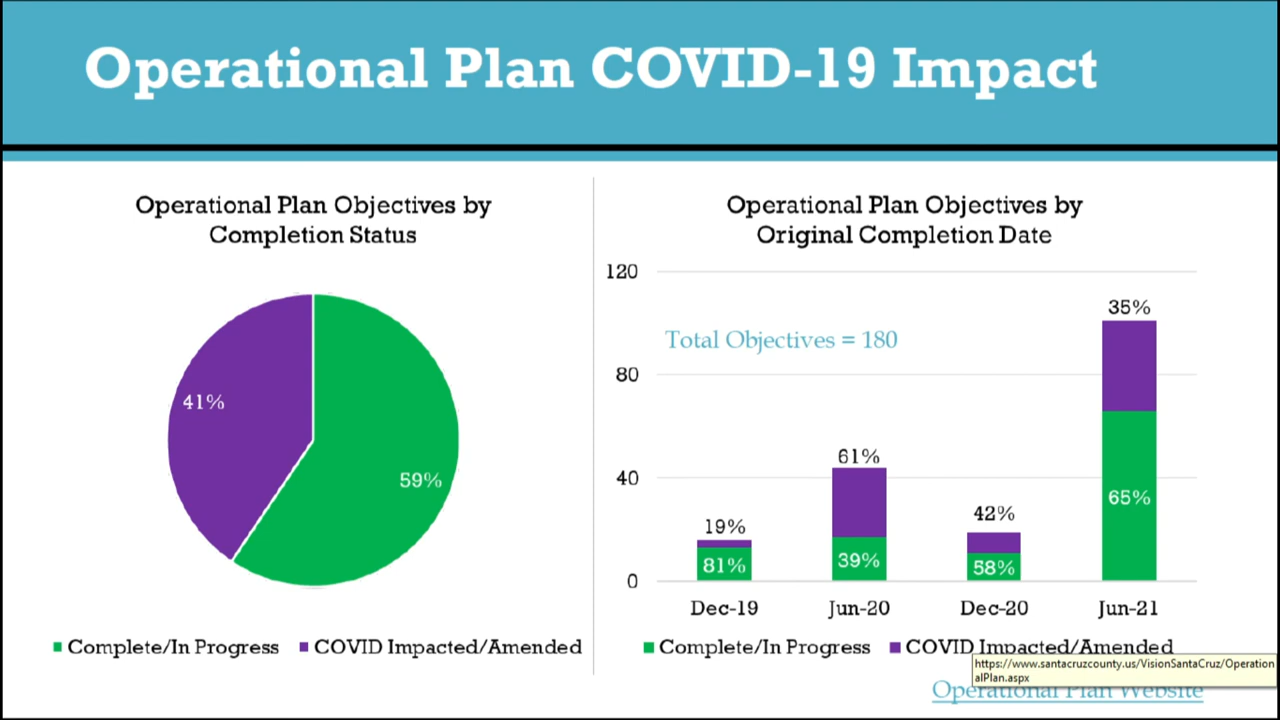 Operational Plan COVID-19 Impact
Operational Plan Objectives by
Completion Status
41%
59%
Complete/In Progress
COVID Impacted/Amended
Operational Plan Objectives by
Original Completion Date
120
Total Objectives = 180
80
40
0
35%
61%
42%
19%
65%
39%
58%
81%
Dec-19
Jun-20
Dec-20
Jun-21
Complete/In Progress
COVID Impacted/Amended
https://www.santacruzcounty.us/VisionSantaCruz/Operation
alPlan.aspx
Operational Plan Website